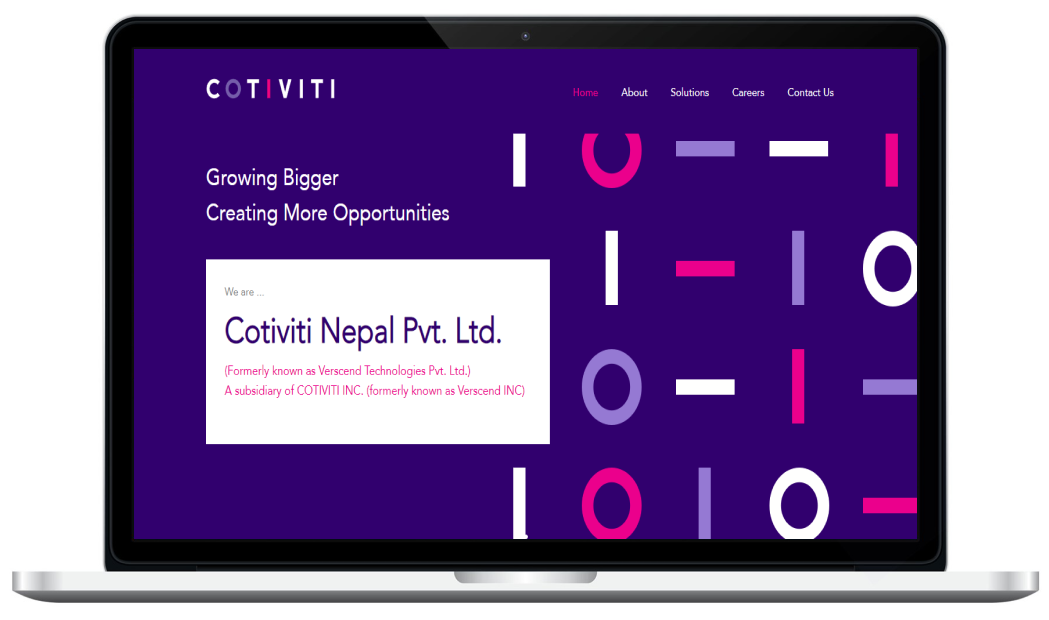 COTIVITI
Home About Solutions Careers Contact Us
Growing Bigger
Creating More Opportunities
We are ...
Cotiviti Nepal Pvt. Ltd.
(Formerly known as Verscend Technologies Pvt. Ltd.)
A subsidiary of COTIVITI INC. (formerly known as Verscend INC)